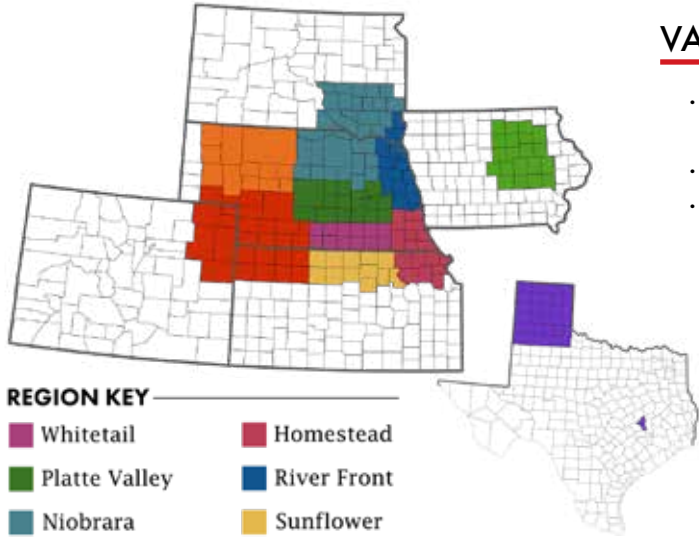 VA
.
.
.
REGION KEY
Whitetail
Homestead
Platte Valley
River Front
Niobrara
Sunflower